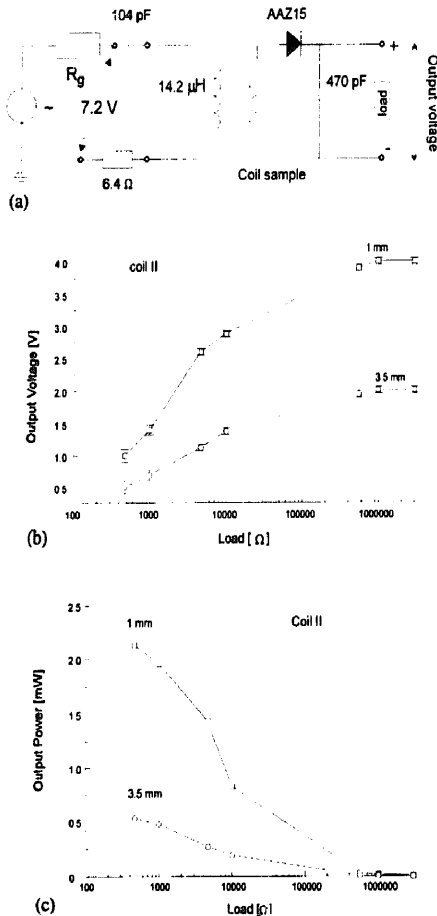 104 pF
AAZ15
Rg
~ 7.2 V
14.2 μH
470 pF
load
+
-
Output voltage
6.4 Ω
Coil sample
(a)
coil II
1 mm
3.5 mm
Output Voltage [V]
4.0
3.5
3.0
2.5
2.0
1.5
1.0
0.5
100 1000 10000 100000 1000000
Load [Ω]
(b)
Coil II
1 mm
3.5 mm
Output Power [mW]
2.5
2.0
1.5
1.0
0.5
0
100 1000 10000 100000 1000000
Load [Ω]
(c)